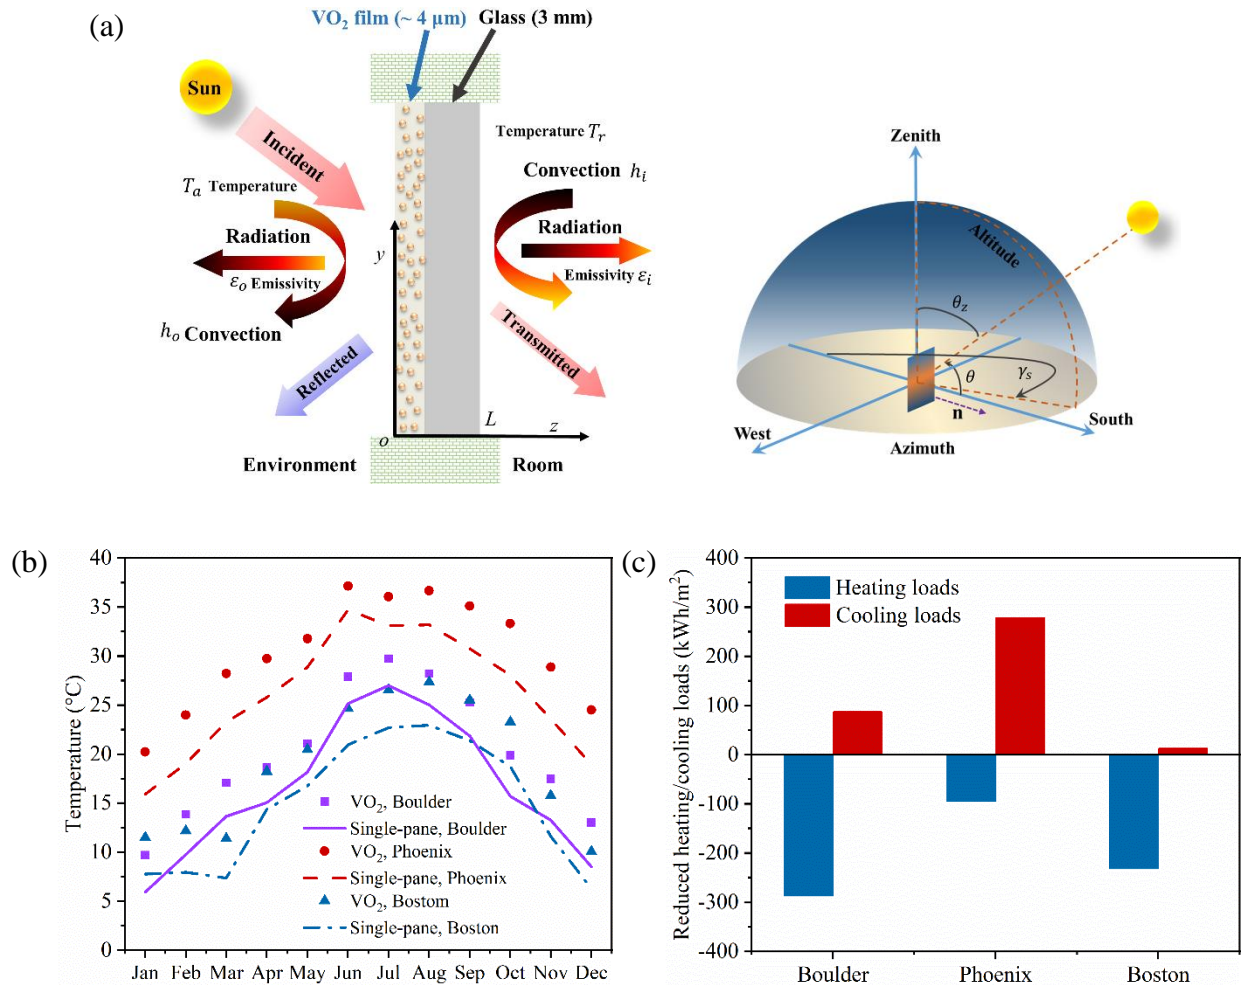 (a)
VO₂ film (~ 4 μm)
Glass (3 mm)
Sun
Incident
Temperature Tᵣ
Convection hᵢ
Tₐ Temperature
Radiation
εₒ Emissivity
hₒ Convection
Radiation
Emissivity εᵢ
Reflected
Transmitted
y
o
L
z
Environment
Room
Zenith
Altitude
θ_z
θ
γₛ
n
West
South
Azimuth
(b)
Temperature (°C)
40
35
30
25
20
15
10
5
0
VO₂, Boulder
Single-pane, Boulder
VO₂, Phoenix
Single-pane, Phoenix
VO₂, Bostom
Single-pane, Boston
Jan Feb Mar Apr May Jun Jul Aug Sep Oct Nov Dec
(c)
Reduced heating/cooling loads (kWh/m²)
400
300
200
100
0
-100
-200
-300
-400
Heating loads
Cooling loads
Boulder Phoenix Boston